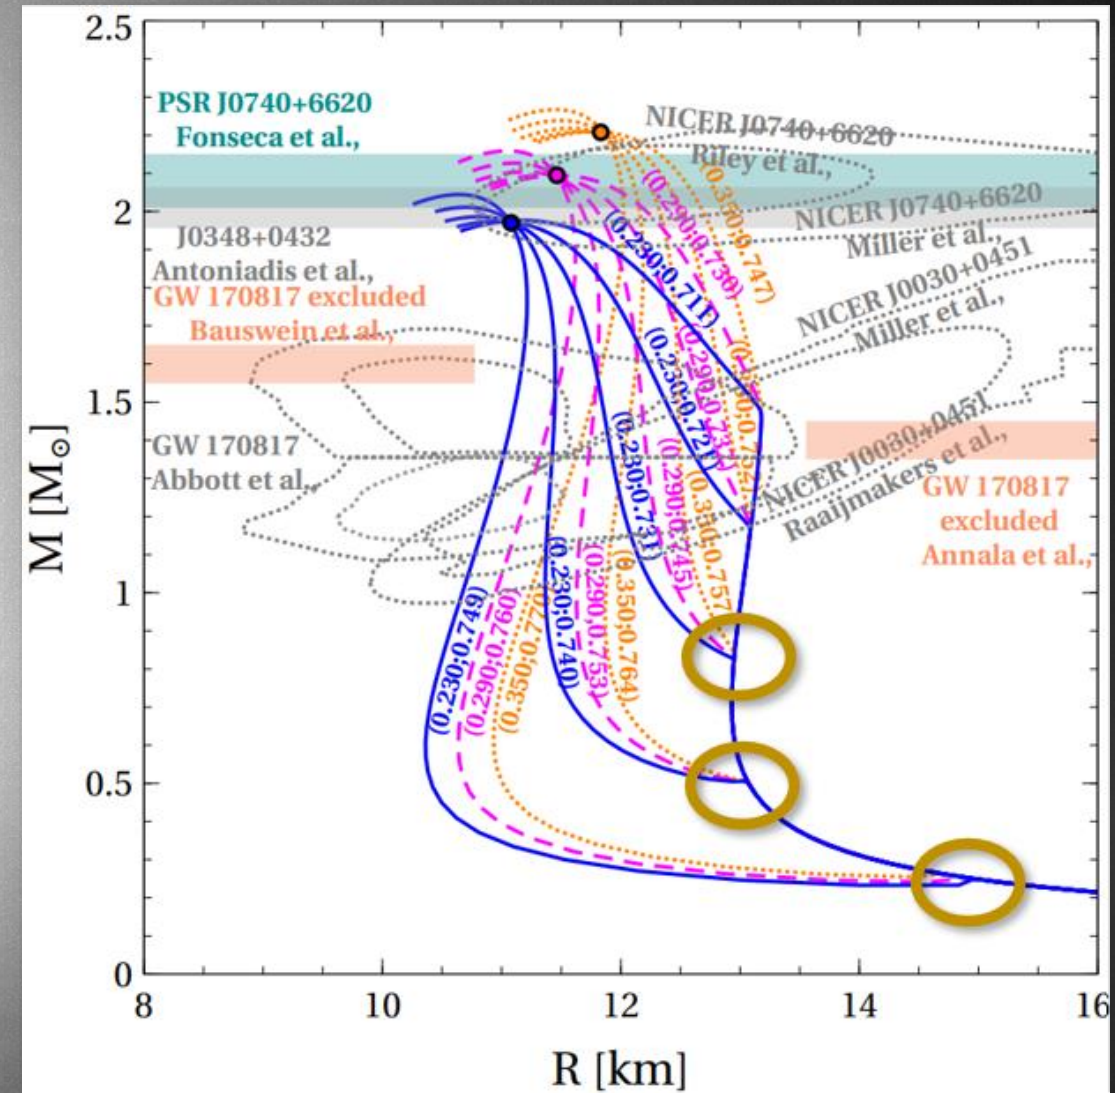 2.5
2
1.5
1
0.5
0
M [M⊙]
PSR J0740+6620
Fonseca et al.,
J0348+0432
Antoniadis et al.,
GW 170817 excluded
Bauswein et al.,
GW 170817
Abbott et al.,
NICER J0740+6620
Riley et al.,
NICER J0740+6620
Miller et al.,
NICER J0030+0451
Miller et al.,
NICER J0030+0451
Raaijmakers et al.,
GW 170817
excluded
Annala et al.,
(0.230;0.711)
(0.290;0.730)
(0.350;0.747)
(0.230;0.721)
(0.230;0.731)
(0.290;0.745)
(0.350;0.757
(0.230;0.749)
(0.290;0.760)
(0.230;0.740)
(0.290;0.753)
(0.350;0.764)
8
10
12
14
16
R [km]